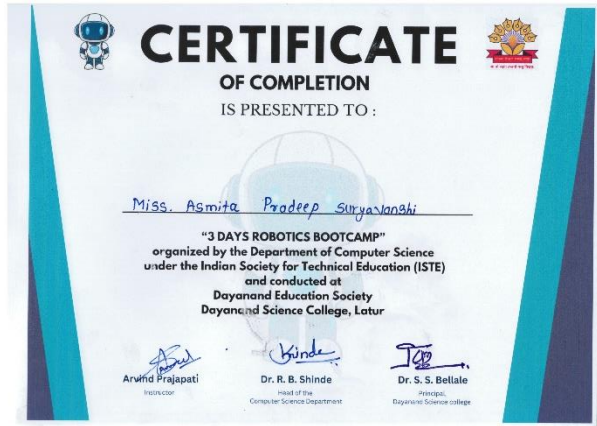 CERTIFICATE
OF COMPLETION
IS PRESENTED TO :
Miss. Asmita Pradeep Suryavanshi
“3 DAYS ROBOTICS BOOTCAMP”
organized by the Department of Computer Science
under the Indian Society for Technical Education (ISTE)
and conducted at
Dayanand Education Society
Dayanand Science College, Latur
Arvind Prajapati
Instructor
Dr. R. B. Shinde
Head of the
Computer Science Department
Dr. S. S. Bellale
Principal,
Dayanand Science college